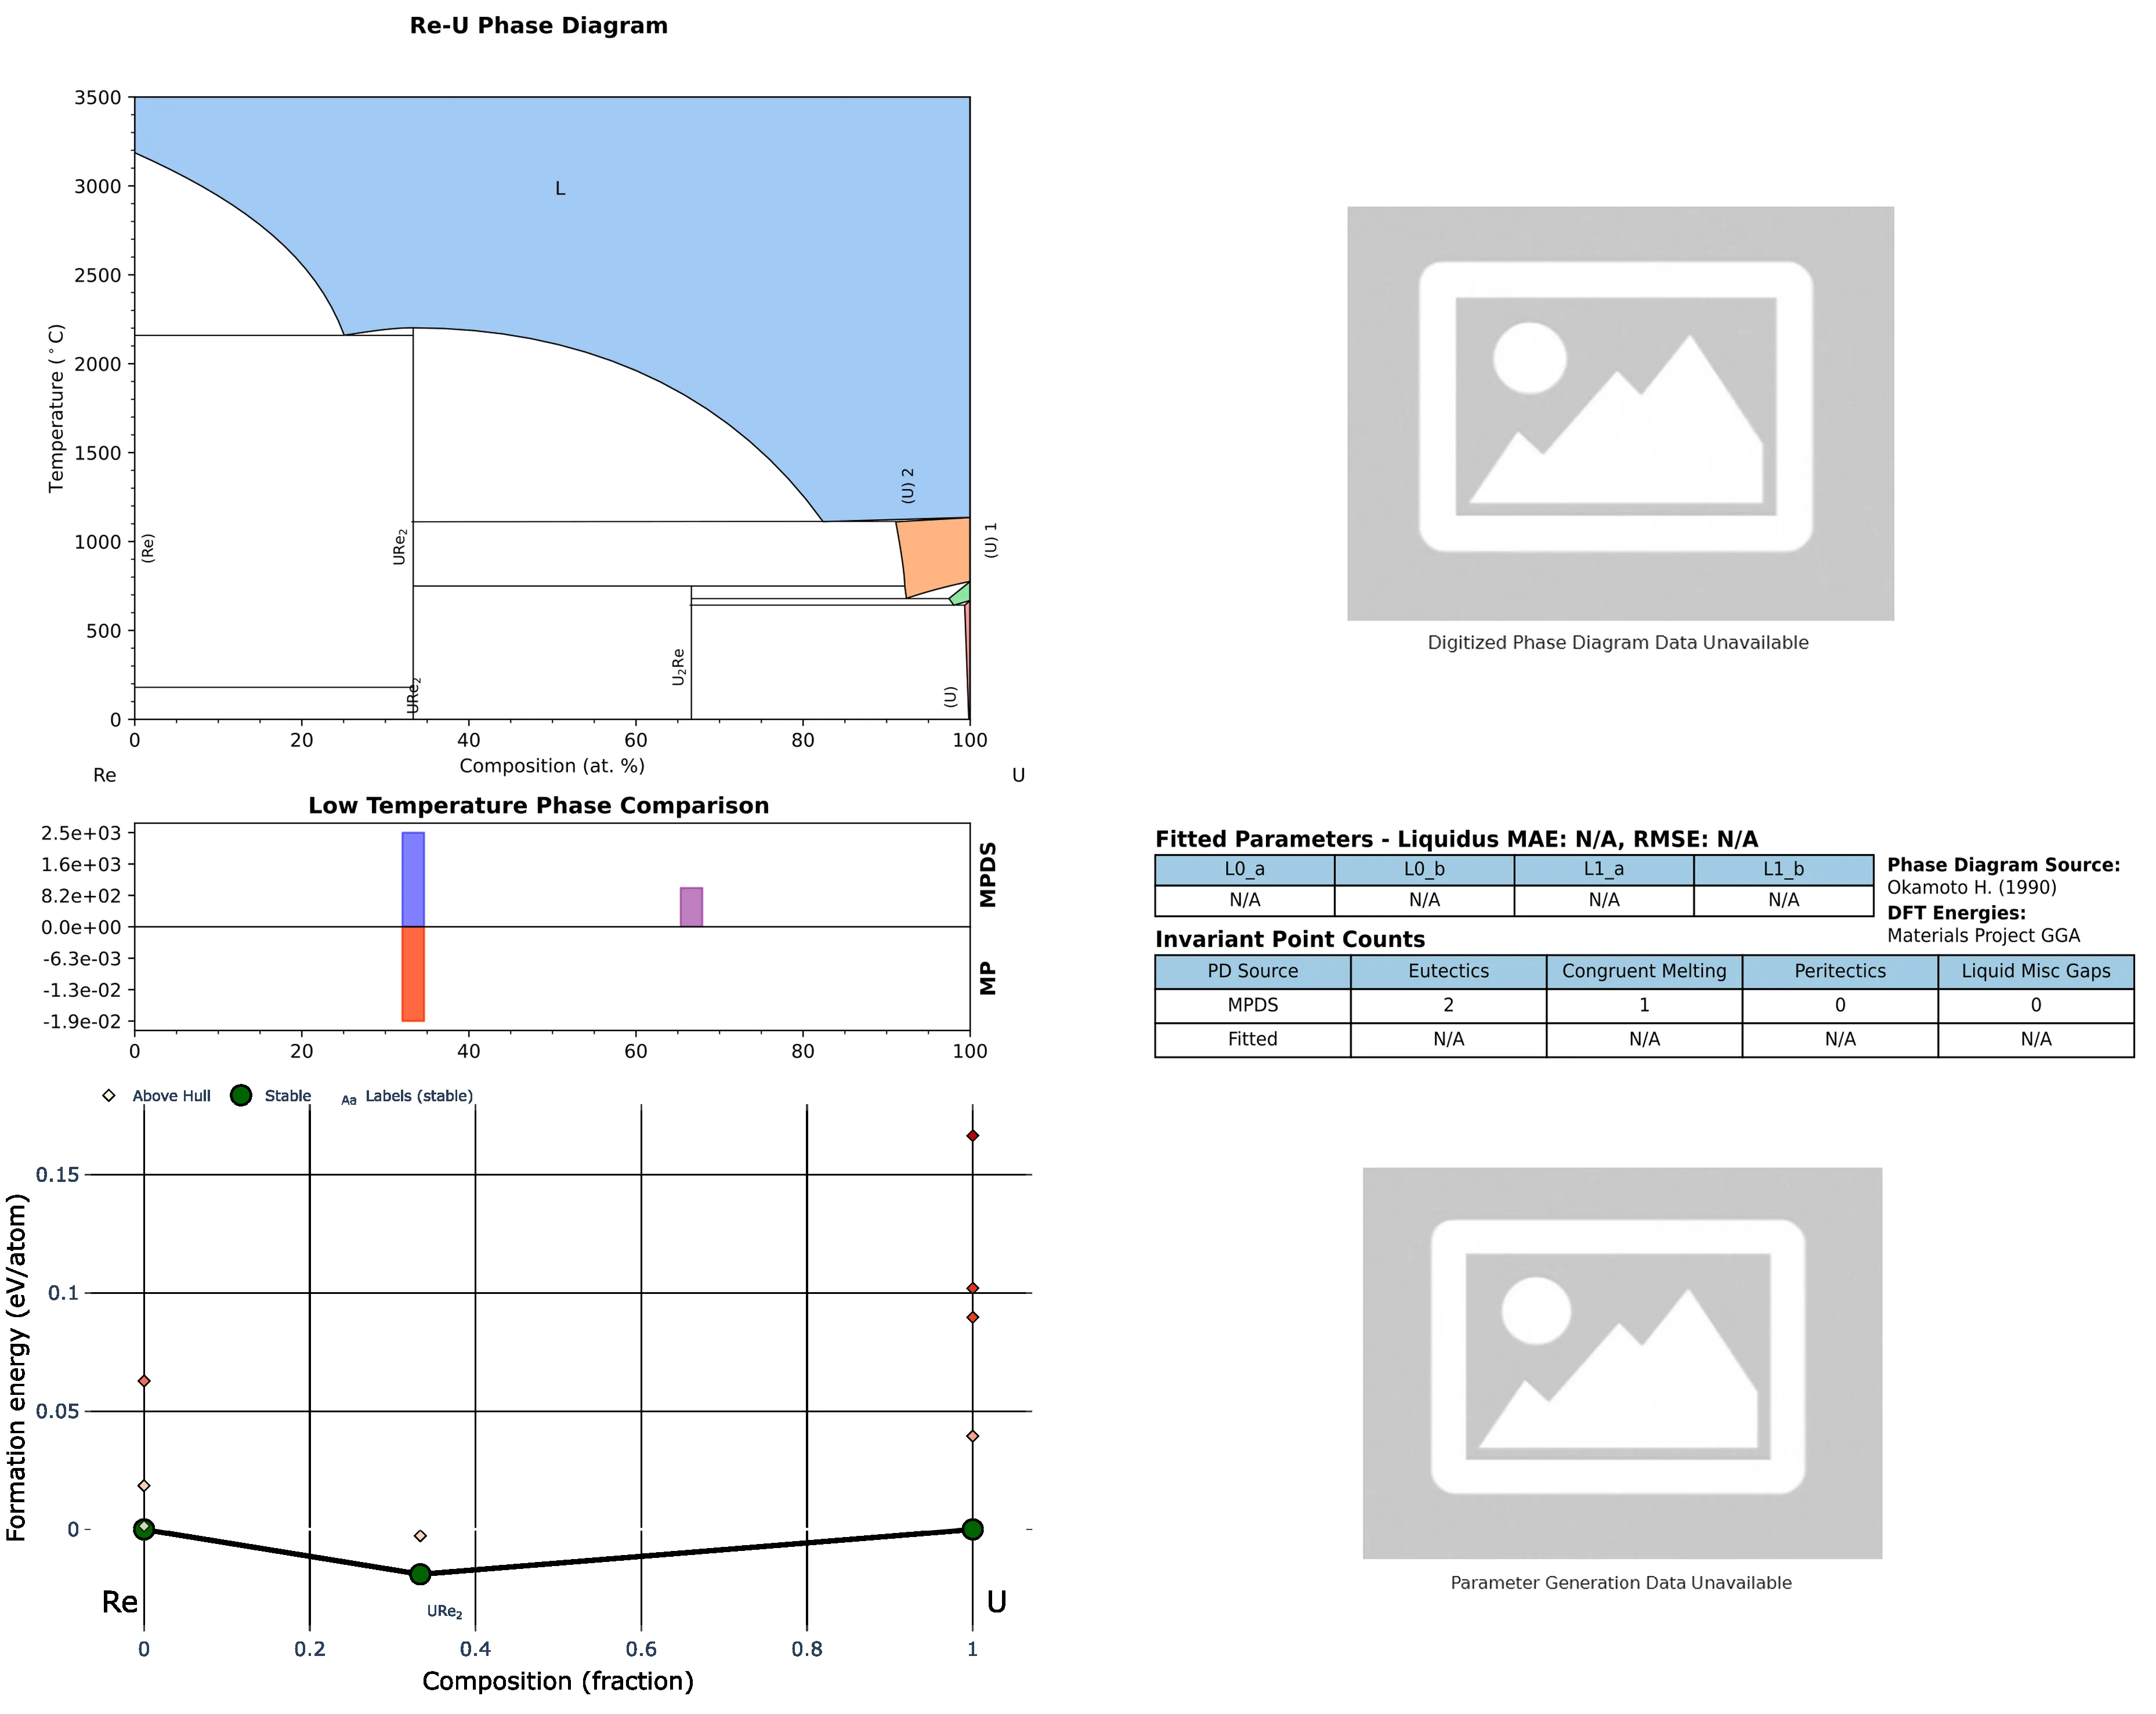 Re-U Phase Diagram
3500
3000
2500
2000
1500
1000
500
0
Temperature (°C)
L
(Re)
URe₂
URe₂
U₂Re
(U)
(U) 2
(U) 1
0 20 40 60 80 100
Composition (at. %)
Re U
Digitized Phase Diagram Data Unavailable
Low Temperature Phase Comparison
2.5e+03
1.6e+03
8.2e+02
0.0e+00
-6.3e-03
-1.3e-02
-1.9e-02
MPDS
MP
0 20 40 60 80 100
Fitted Parameters - Liquidus MAE: N/A, RMSE: N/A
L0_a L0_b L1_a L1_b
N/A N/A N/A N/A
Phase Diagram Source:
Okamoto H. (1990)
DFT Energies:
Materials Project GGA
Invariant Point Counts
PD Source Eutectics Congruent Melting Peritectics Liquid Misc Gaps
MPDS 2 1 0 0
Fitted N/A N/A N/A N/A
Above Hull Stable Aa Labels (stable)
0.15
0.1
0.05
0
Formation energy (eV/atom)
Re URe₂ U
0 0.2 0.4 0.6 0.8 1
Composition (fraction)
Parameter Generation Data Unavailable